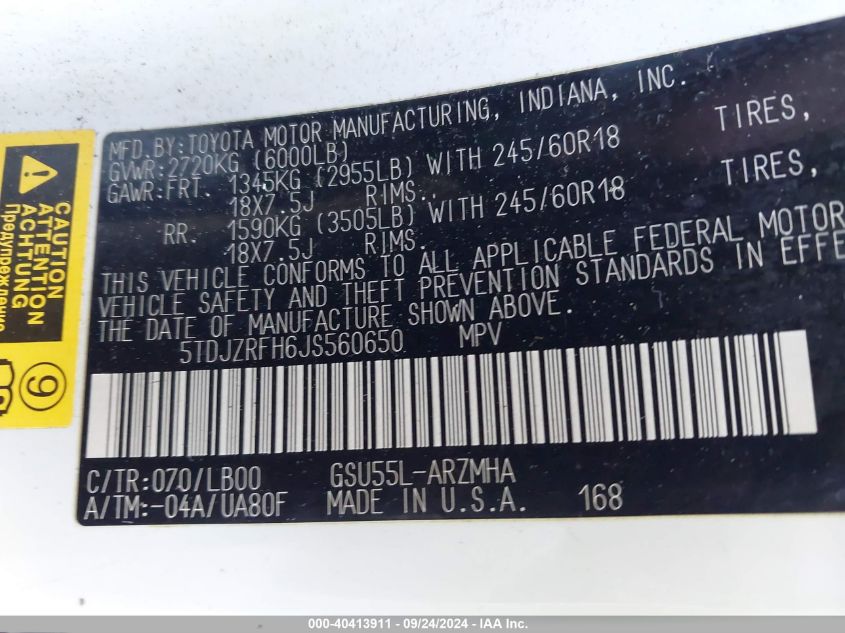 MFD. BY: TOYOTA MOTOR MANUFACTURING, INDIANA, INC.
GVWR: 2720KG (6000LB)
GAWR: FRT. 1345KG (2955LB) WITH 245/60R18 TIRES,
18X7.5J RIMS.
RR. 1590KG (3505LB) WITH 245/60R18 TIRES,
18X7.5J RIMS.
THIS VEHICLE CONFORMS TO ALL APPLICABLE FEDERAL MOTOR
VEHICLE SAFETY AND THEFT PREVENTION STANDARDS IN EFFE
THE DATE OF MANUFACTURE SHOWN ABOVE.
5TDJZRFH6JS560650 MPV
C/TR: 070/LB00 GSU55L-ARZMHA
A/TM: -04A/UA80F MADE IN U.S.A. 168
CAUTION
ATTENTION
ACHTUNG
9
000-40413911 - 09/24/2024 - IAA Inc.